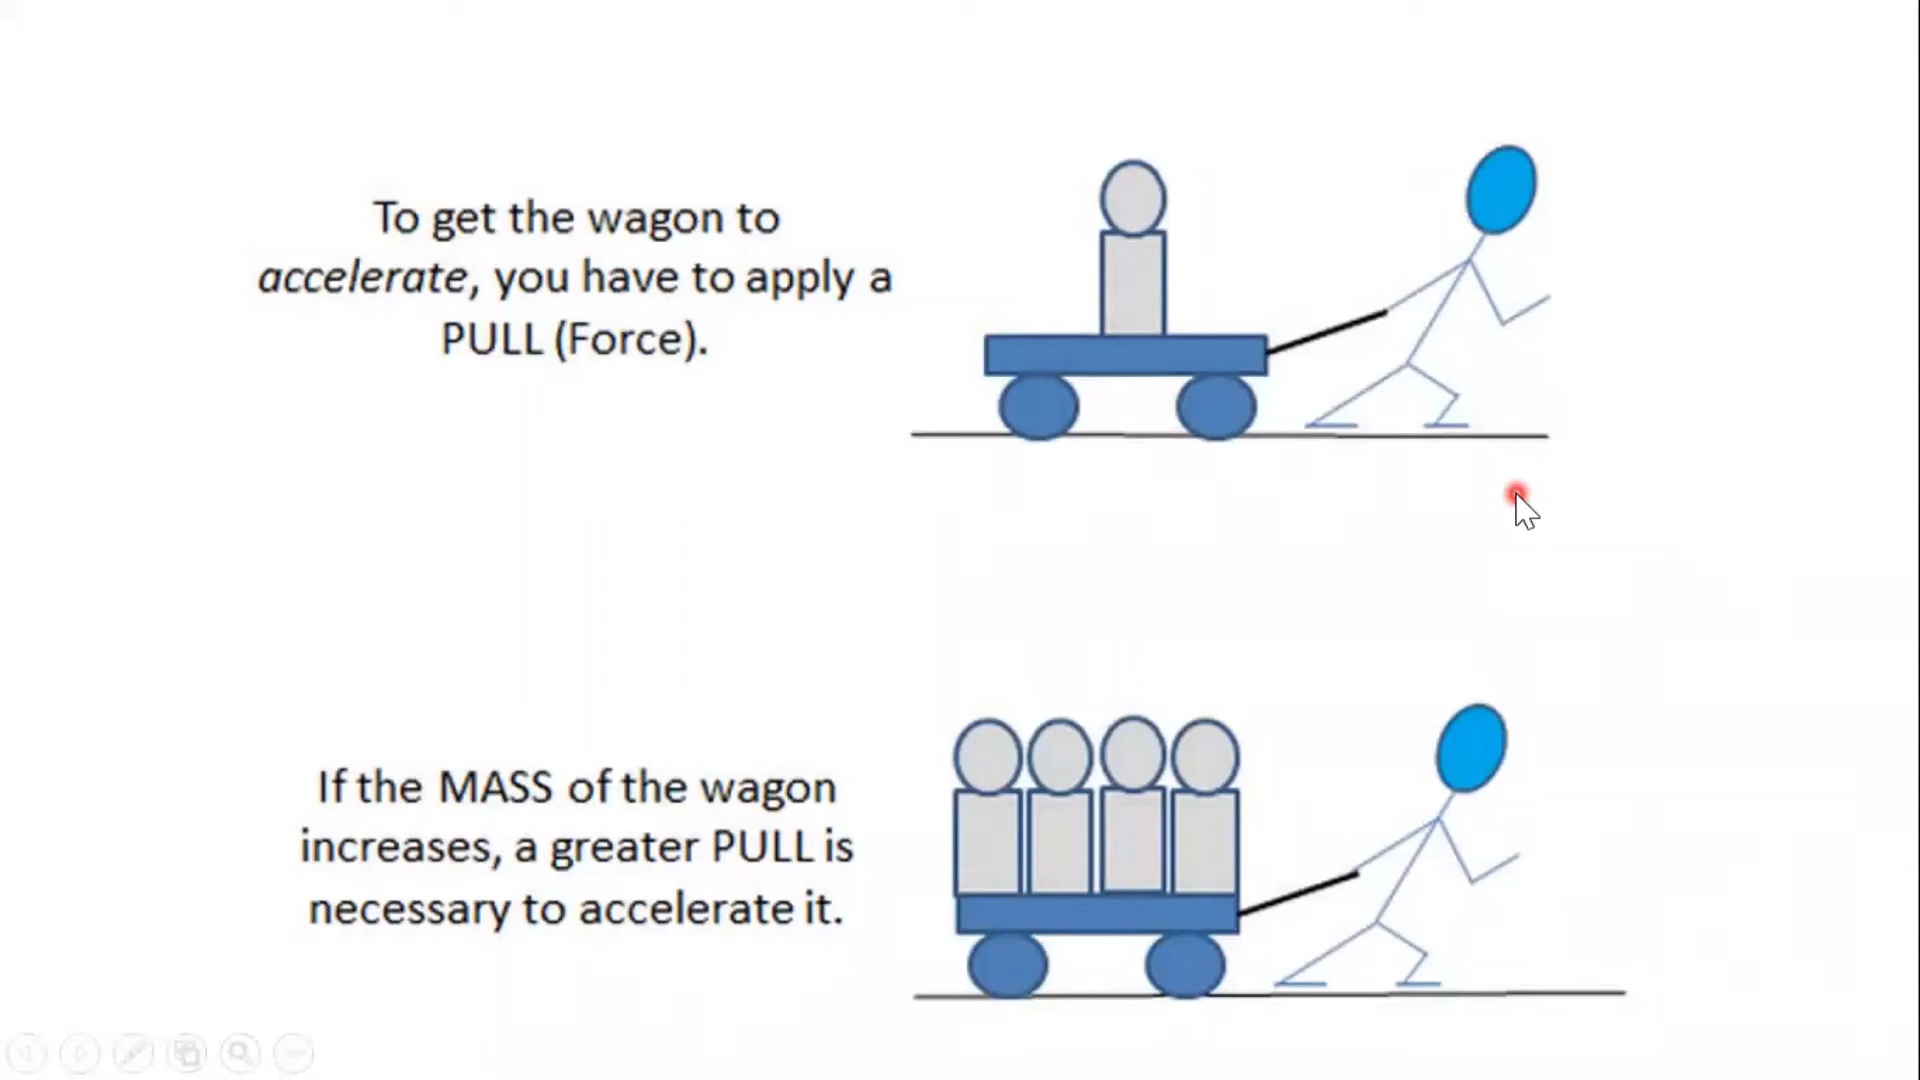 To get the wagon to
accelerate, you have to apply a
PULL (Force).
If the MASS of the wagon
increases, a greater PULL is
necessary to accelerate it.